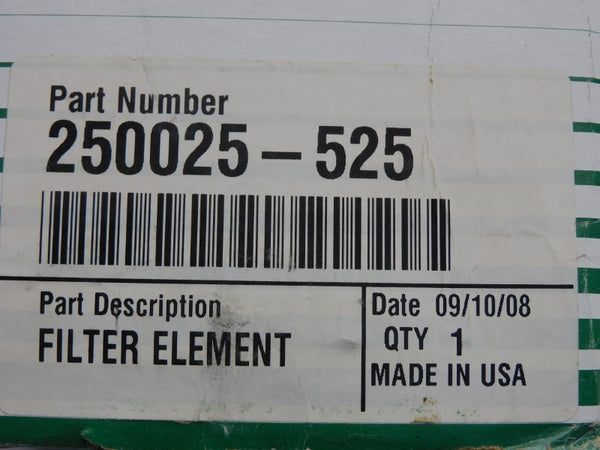 Part Number
250025-525
Part Description
FILTER ELEMENT
Date 09/10/08
QTY 1
MADE IN USA